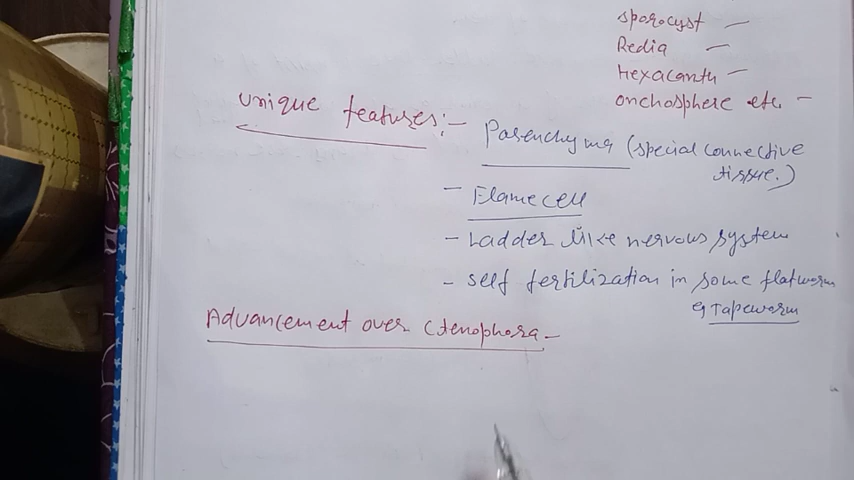 sporocyst —
Redia —
Hexacanth —
onchosphere etc. —
Unique features:— Parenchyma (special connective
tissue.)
— Flame cell
— Ladder like nervous system
— self fertilization in some flatworm
eg Tapeworm
Advancement over Ctenophora —